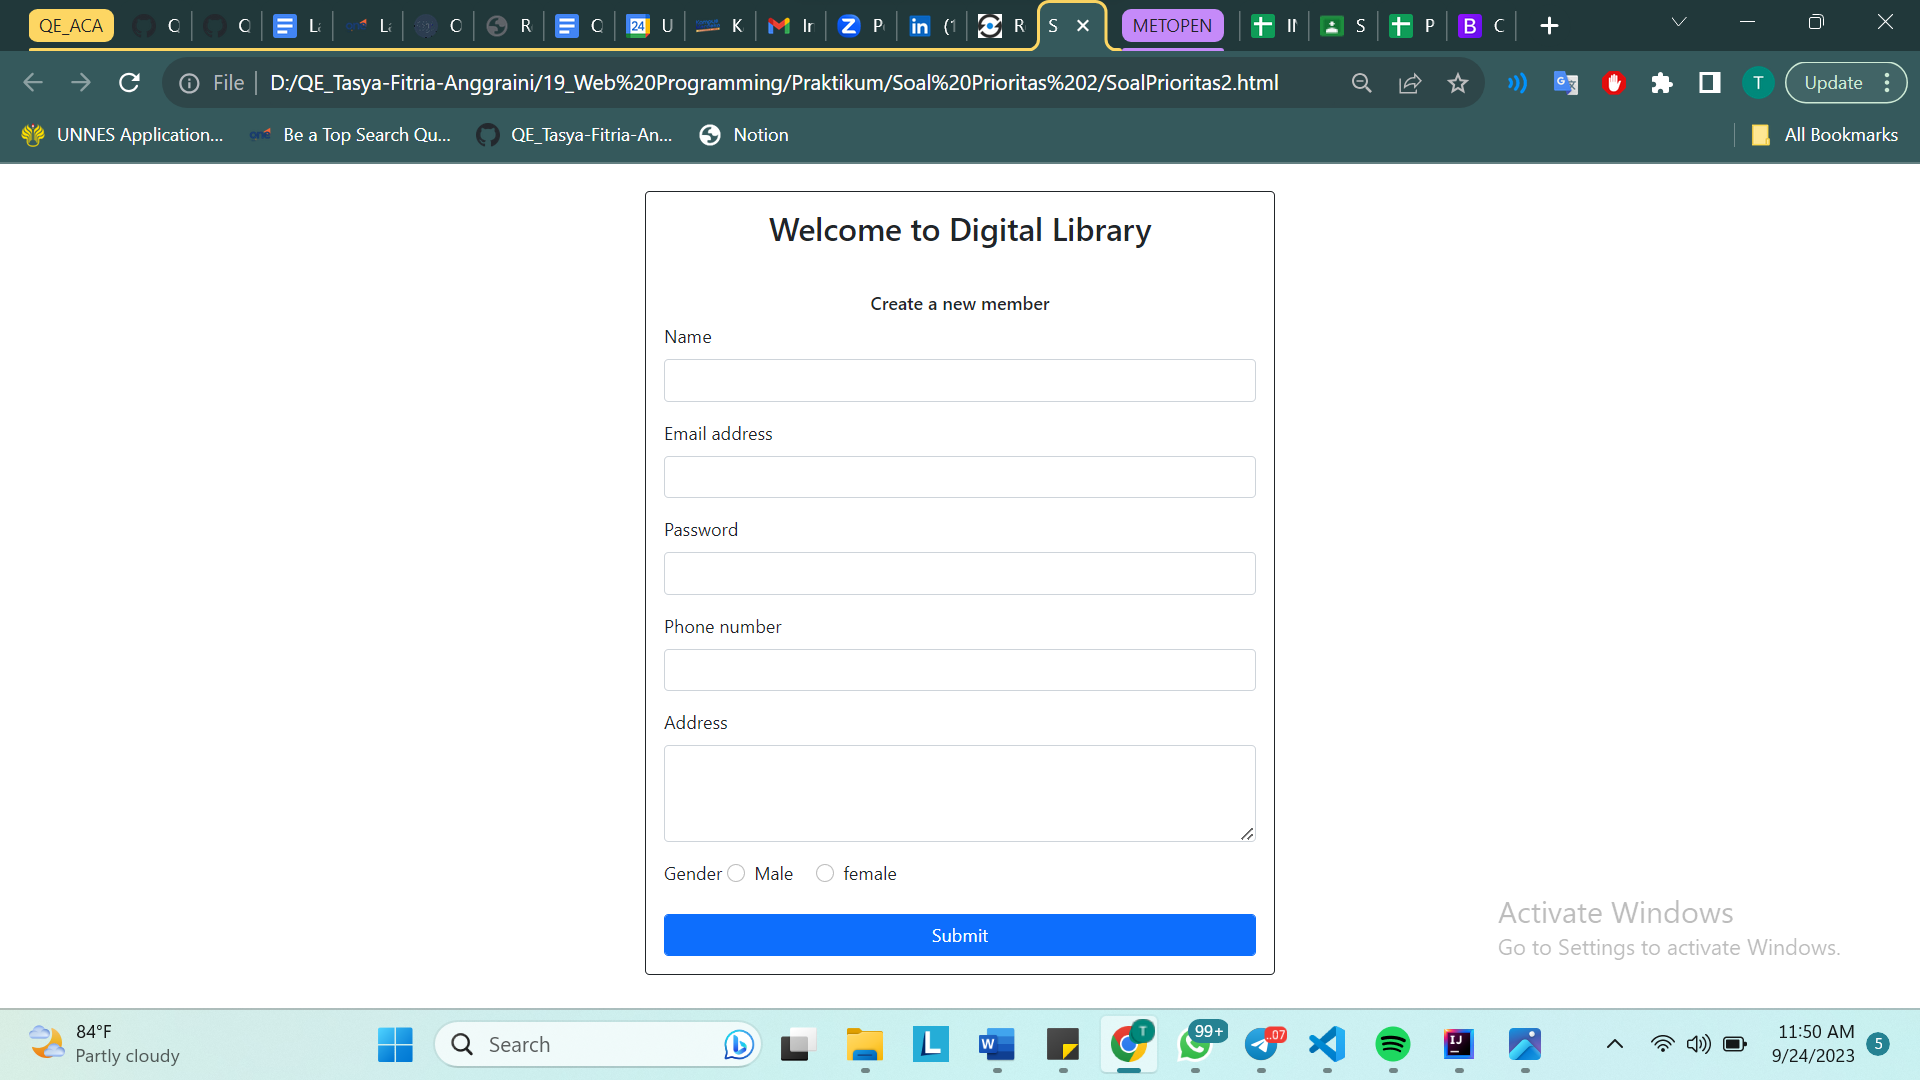 QE_ACA
METOPEN
File
D:/QE_Tasya-Fitria-Anggraini/19_Web%20Programming/Praktikum/Soal%20Prioritas%202/SoalPrioritas2.html
Update
UNNES Application...
Be a Top Search Qu...
QE_Tasya-Fitria-An...
Notion
All Bookmarks
Welcome to Digital Library
Create a new member
Name
Email address
Password
Phone number
Address
Gender Male female
Submit
Activate Windows
Go to Settings to activate Windows.
84°F
Partly cloudy
Search
99+
11:50 AM
9/24/2023
5